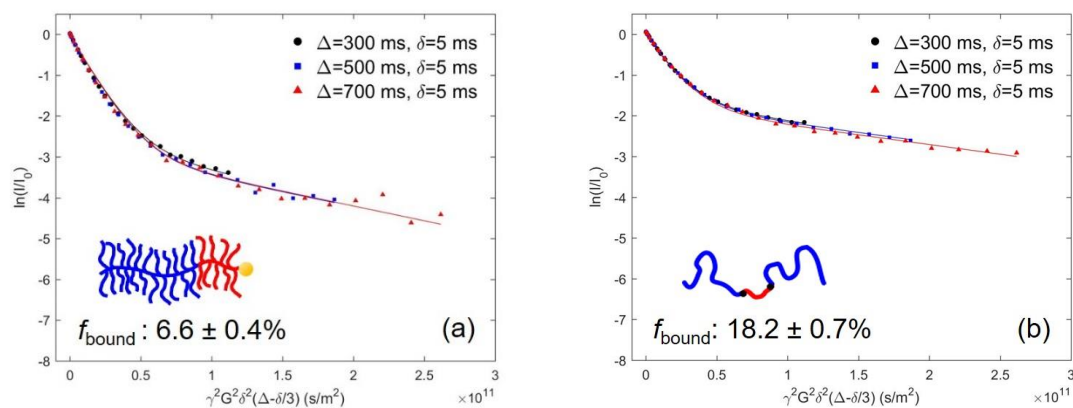 Δ=300 ms, δ=5 ms
Δ=500 ms, δ=5 ms
Δ=700 ms, δ=5 ms
0
-1
-2
-3
-4
-5
-6
-7
-8
ln(I/I0)
fbound : 6.6 ± 0.4%
(a)
0 0.5 1 1.5 2 2.5 3
γ²G²δ²(Δ-δ/3) (s/m²)
×10¹¹
Δ=300 ms, δ=5 ms
Δ=500 ms, δ=5 ms
Δ=700 ms, δ=5 ms
0
-1
-2
-3
-4
-5
-6
-7
-8
ln(I/I0)
fbound: 18.2 ± 0.7%
(b)
0 0.5 1 1.5 2 2.5 3
γ²G²δ²(Δ-δ/3) (s/m²)
×10¹¹